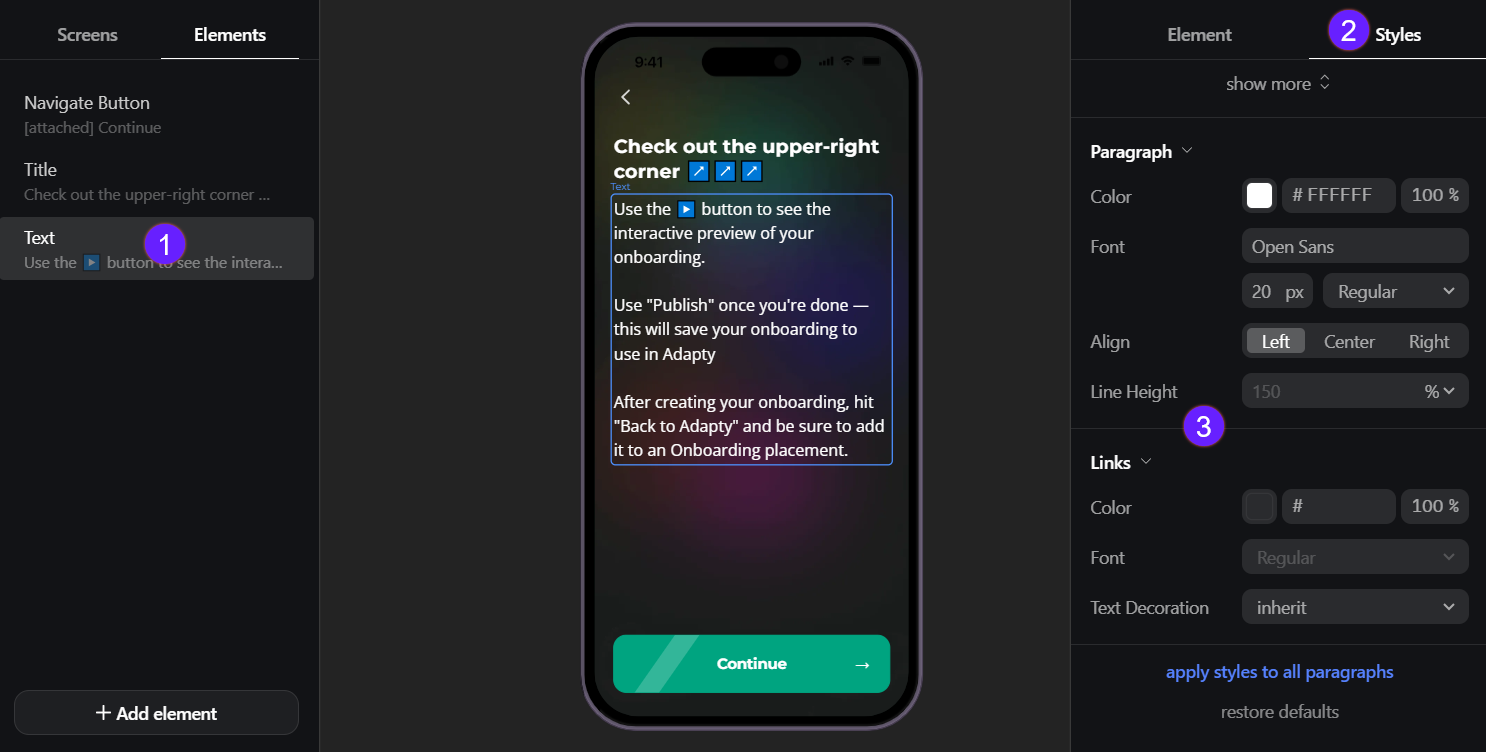 Screens
Elements
Navigate Button
[attached] Continue
Title
Check out the upper-right corner ...
Text
1
Use the ▶ button to see the intera...
+ Add element
9:41
Check out the upper-right
corner ↗ ↗ ↗
Text
Use the ▶ button to see the
interactive preview of your
onboarding.
Use "Publish" once you're done —
this will save your onboarding to
use in Adapty
After creating your onboarding, hit
"Back to Adapty" and be sure to add
it to an Onboarding placement.
Continue →
Element
2
Styles
show more
Paragraph
Color
# FFFFFF
100 %
Font
Open Sans
20 px
Regular
Align
Left
Center
Right
Line Height
150
%
3
Links
Color
#
100 %
Font
Regular
Text Decoration
inherit
apply styles to all paragraphs
restore defaults